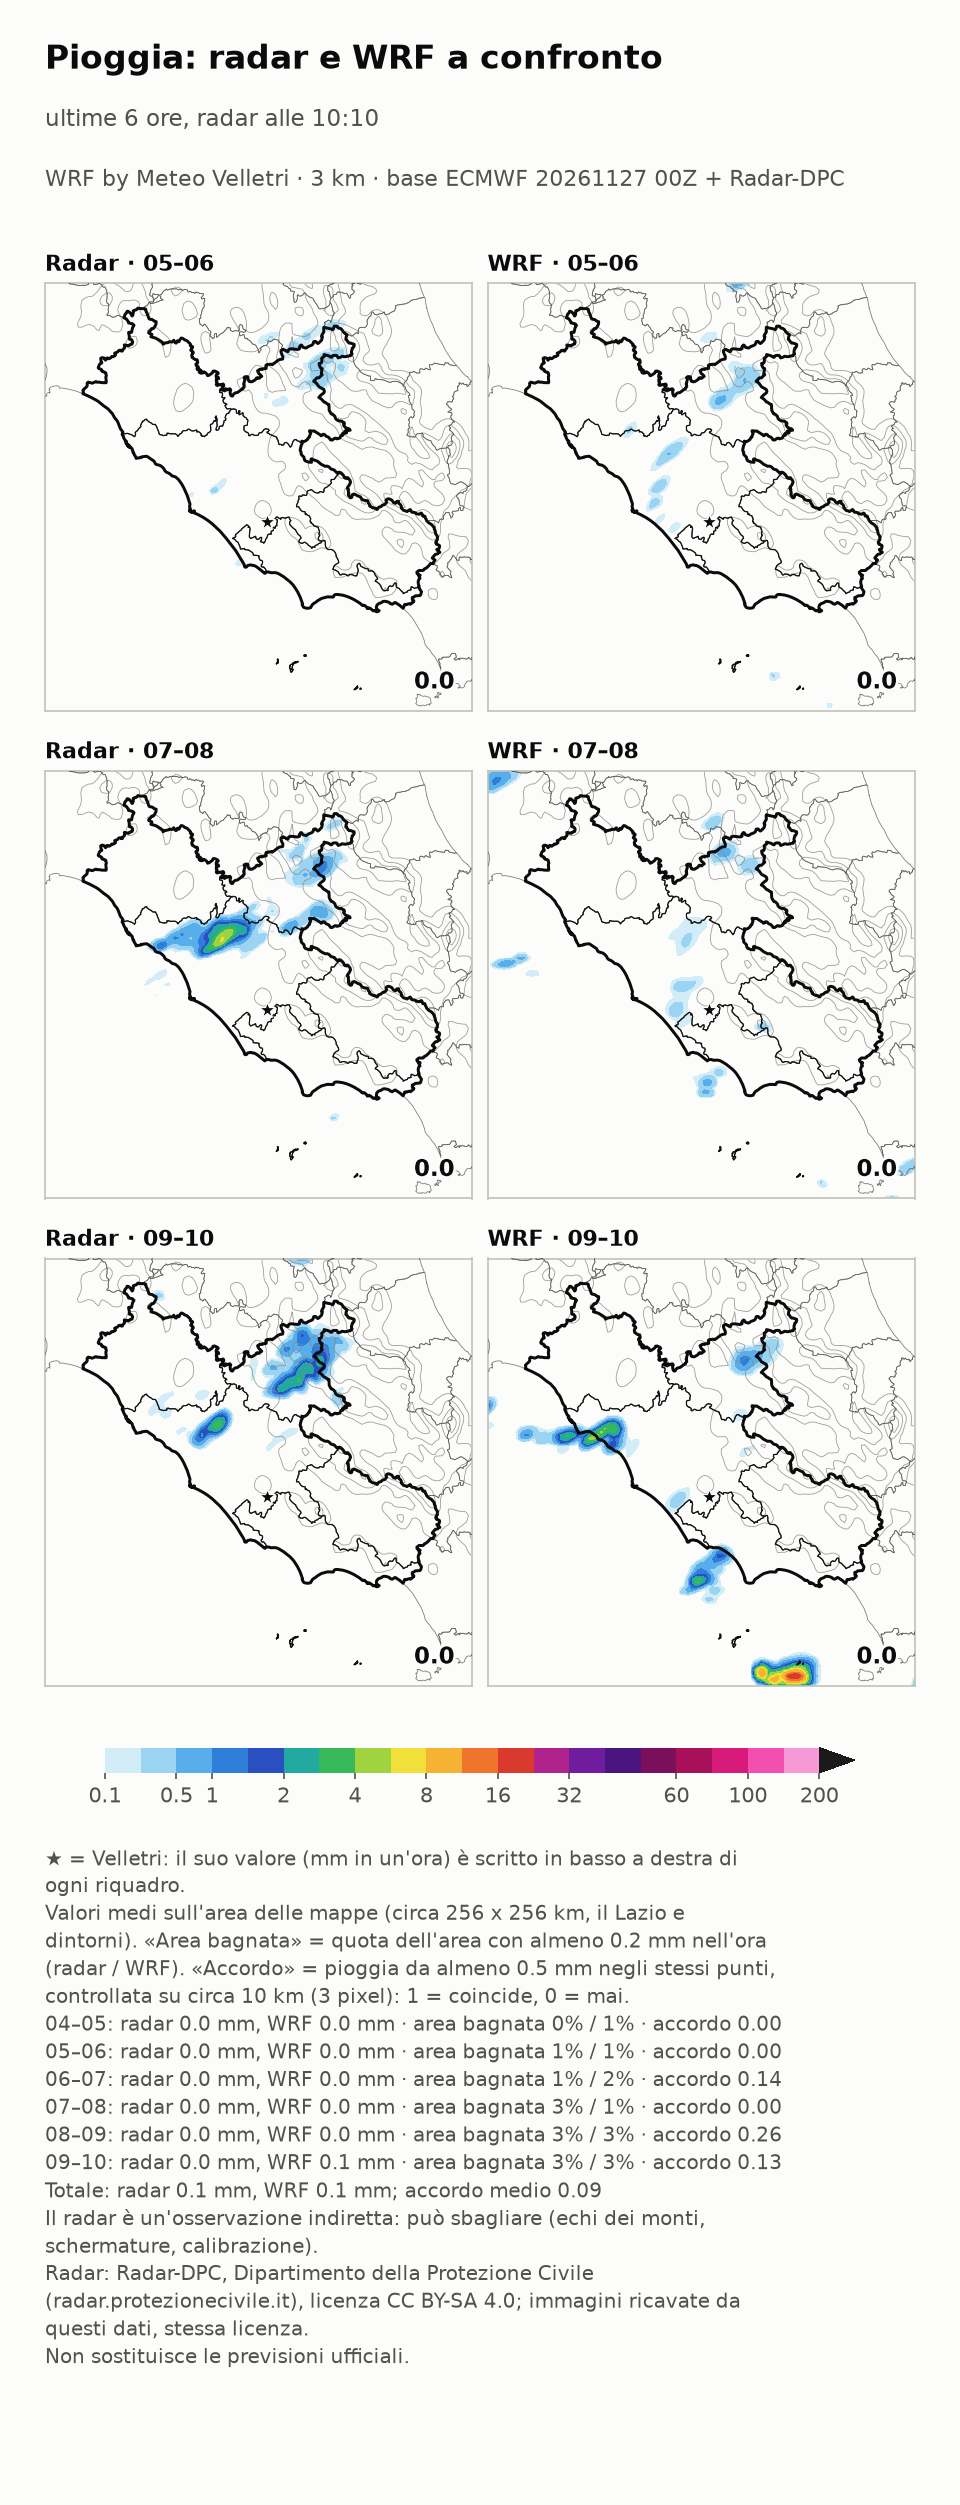 Pioggia: radar e WRF a confronto
ultime 6 ore, radar alle 10:10
WRF by Meteo Velletri · 3 km · base ECMWF 20261127 00Z + Radar-DPC
Radar · 05–06
WRF · 05–06
0.0
0.0
Radar · 07–08
WRF · 07–08
0.0
0.0
Radar · 09–10
WRF · 09–10
0.0
0.0
0.1 0.5 1 2 4 8 16 32 60 100 200
★ = Velletri: il suo valore (mm in un'ora) è scritto in basso a destra di
ogni riquadro.
Valori medi sull'area delle mappe (circa 256 x 256 km, il Lazio e
dintorni). «Area bagnata» = quota dell'area con almeno 0.2 mm nell'ora
(radar / WRF). «Accordo» = pioggia da almeno 0.5 mm negli stessi punti,
controllata su circa 10 km (3 pixel): 1 = coincide, 0 = mai.
04–05: radar 0.0 mm, WRF 0.0 mm · area bagnata 0% / 1% · accordo 0.00
05–06: radar 0.0 mm, WRF 0.0 mm · area bagnata 1% / 1% · accordo 0.00
06–07: radar 0.0 mm, WRF 0.0 mm · area bagnata 1% / 2% · accordo 0.14
07–08: radar 0.0 mm, WRF 0.0 mm · area bagnata 3% / 1% · accordo 0.00
08–09: radar 0.0 mm, WRF 0.0 mm · area bagnata 3% / 3% · accordo 0.26
09–10: radar 0.0 mm, WRF 0.1 mm · area bagnata 3% / 3% · accordo 0.13
Totale: radar 0.1 mm, WRF 0.1 mm; accordo medio 0.09
Il radar è un'osservazione indiretta: può sbagliare (echi dei monti,
schermature, calibrazione).
Radar: Radar-DPC, Dipartimento della Protezione Civile
(radar.protezionecivile.it), licenza CC BY-SA 4.0; immagini ricavate da
questi dati, stessa licenza.
Non sostituisce le previsioni ufficiali.